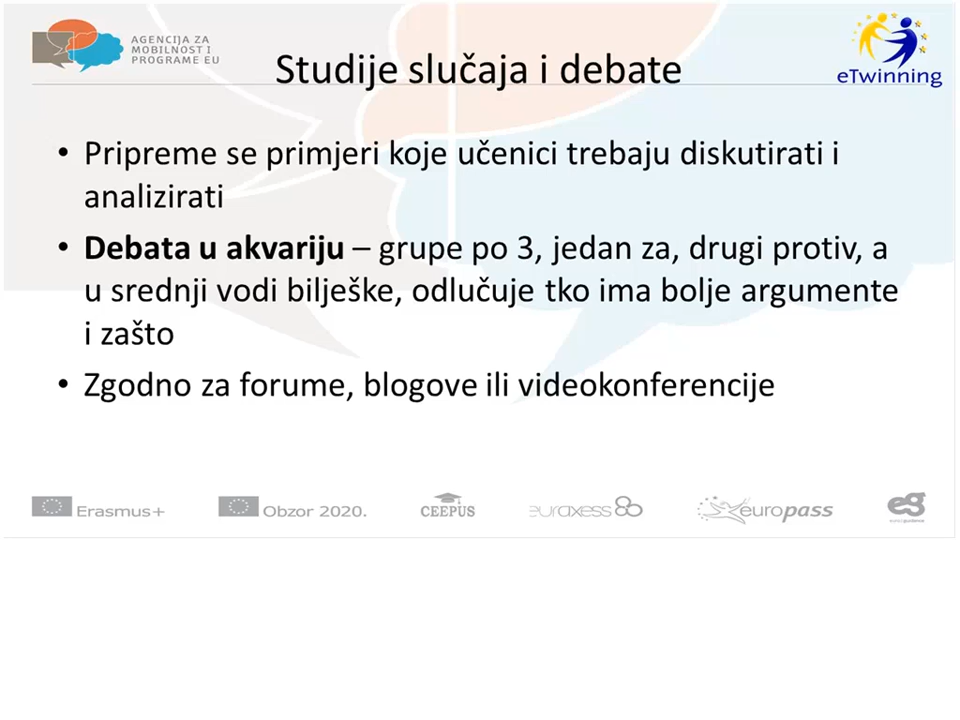 AGENCIJA ZA
MOBILNOST I
PROGRAME EU
eTwinning
Studije slučaja i debate
• Pripreme se primjeri koje učenici trebaju diskutirati i
analizirati
• Debata u akvariju – grupe po 3, jedan za, drugi protiv, a
u srednji vodi bilješke, odlučuje tko ima bolje argumente
i zašto
• Zgodno za forume, blogove ili videokonferencije
Erasmus+
Obzor 2020.
CEEPUS
euraxess
europass
eg
euroguidance